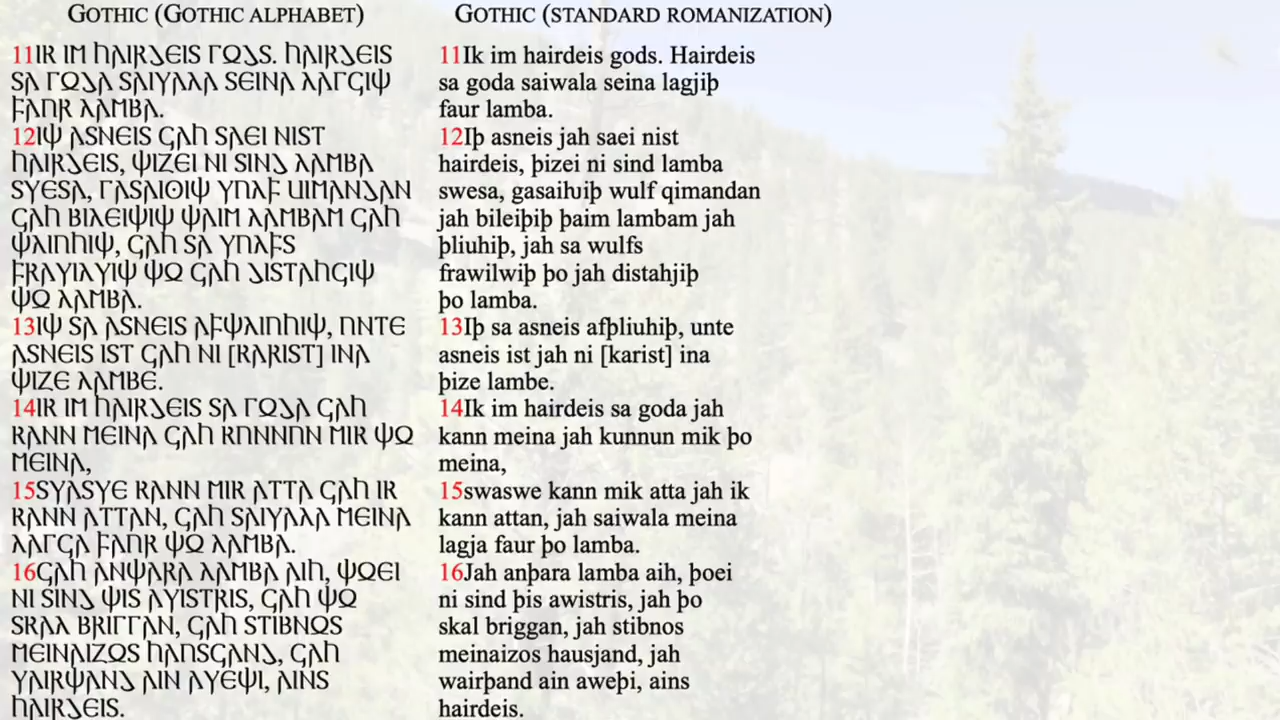 GOTHIC (GOTHIC ALPHABET)
11𐌹𐌺 𐌹𐌼 𐌷𐌰𐌹𐍂𐌳𐌴𐌹𐍃 𐌲𐍉𐌳𐍃. 𐌷𐌰𐌹𐍂𐌳𐌴𐌹𐍃
𐍃𐌰 𐌲𐍉𐌳𐌰 𐍃𐌰𐌹𐍅𐌰𐌻𐌰 𐍃𐌴𐌹𐌽𐌰 𐌻𐌰𐌲𐌾𐌹𐌸
𐍆𐌰𐌿𐍂 𐌻𐌰𐌼𐌱𐌰.
12𐌹𐌸 𐌰𐍃𐌽𐌴𐌹𐍃 𐌾𐌰𐌷 𐍃𐌰𐌴𐌹 𐌽𐌹𐍃𐍄
𐌷𐌰𐌹𐍂𐌳𐌴𐌹𐍃, 𐌸𐌹𐌶𐌴𐌹 𐌽𐌹 𐍃𐌹𐌽𐌳 𐌻𐌰𐌼𐌱𐌰
𐍃𐍅𐌴𐍃𐌰, 𐌲𐌰𐍃𐌰𐌹𐍈𐌹𐌸 𐍅𐌿𐌻𐍆 𐌵𐌹𐌼𐌰𐌽𐌳𐌰𐌽
𐌾𐌰𐌷 𐌱𐌹𐌻𐌴𐌹𐌸𐌹𐌸 𐌸𐌰𐌹𐌼 𐌻𐌰𐌼𐌱𐌰𐌼 𐌾𐌰𐌷
𐌸𐌻𐌹𐌿𐌷𐌹𐌸, 𐌾𐌰𐌷 𐍃𐌰 𐍅𐌿𐌻𐍆𐍃
𐍆𐍂𐌰𐍅𐌹𐌻𐍅𐌹𐌸 𐌸𐍉 𐌾𐌰𐌷 𐌳𐌹𐍃𐍄𐌰𐌷𐌾𐌹𐌸
𐌸𐍉 𐌻𐌰𐌼𐌱𐌰.
13𐌹𐌸 𐍃𐌰 𐌰𐍃𐌽𐌴𐌹𐍃 𐌰𐍆𐌸𐌻𐌹𐌿𐌷𐌹𐌸, 𐌿𐌽𐍄𐌴
𐌰𐍃𐌽𐌴𐌹𐍃 𐌹𐍃𐍄 𐌾𐌰𐌷 𐌽𐌹 [𐌺𐌰𐍂𐌹𐍃𐍄] 𐌹𐌽𐌰
𐌸𐌹𐌶𐌴 𐌻𐌰𐌼𐌱𐌴.
14𐌹𐌺 𐌹𐌼 𐌷𐌰𐌹𐍂𐌳𐌴𐌹𐍃 𐍃𐌰 𐌲𐍉𐌳𐌰 𐌾𐌰𐌷
𐌺𐌰𐌽𐌽 𐌼𐌴𐌹𐌽𐌰 𐌾𐌰𐌷 𐌺𐌿𐌽𐌽𐌿𐌽 𐌼𐌹𐌺 𐌸𐍉
𐌼𐌴𐌹𐌽𐌰,
15𐍃𐍅𐌰𐍃𐍅𐌴 𐌺𐌰𐌽𐌽 𐌼𐌹𐌺 𐌰𐍄𐍄𐌰 𐌾𐌰𐌷 𐌹𐌺
𐌺𐌰𐌽𐌽 𐌰𐍄𐍄𐌰𐌽, 𐌾𐌰𐌷 𐍃𐌰𐌹𐍅𐌰𐌻𐌰 𐌼𐌴𐌹𐌽𐌰
𐌻𐌰𐌲𐌾𐌰 𐍆𐌰𐌿𐍂 𐌸𐍉 𐌻𐌰𐌼𐌱𐌰.
16𐌾𐌰𐌷 𐌰𐌽𐌸𐌰𐍂𐌰 𐌻𐌰𐌼𐌱𐌰 𐌰𐌹𐌷, 𐌸𐍉𐌴𐌹
𐌽𐌹 𐍃𐌹𐌽𐌳 𐌸𐌹𐍃 𐌰𐍅𐌹𐍃𐍄𐍂𐌹𐍃, 𐌾𐌰𐌷 𐌸𐍉
𐍃𐌺𐌰𐌻 𐌱𐍂𐌹𐌲𐌲𐌰𐌽, 𐌾𐌰𐌷 𐍃𐍄𐌹𐌱𐌽𐍉𐍃
𐌼𐌴𐌹𐌽𐌰𐌹𐌶𐍉𐍃 𐌷𐌰𐌿𐍃𐌾𐌰𐌽𐌳, 𐌾𐌰𐌷
𐍅𐌰𐌹𐍂𐌸𐌰𐌽𐌳 𐌰𐌹𐌽 𐌰𐍅𐌴𐌸𐌹, 𐌰𐌹𐌽𐍃
𐌷𐌰𐌹𐍂𐌳𐌴𐌹𐍃.
GOTHIC (STANDARD ROMANIZATION)
11Ik im hairdeis gods. Hairdeis
sa goda saiwala seina lagjiþ
faur lamba.
12Iþ asneis jah saei nist
hairdeis, þizei ni sind lamba
swesa, gasaiƕiþ wulf qimandan
jah bileiþiþ þaim lambam jah
þliuhiþ, jah sa wulfs
frawilwiþ þo jah distahjiþ
þo lamba.
13Iþ sa asneis afþliuhiþ, unte
asneis ist jah ni [karist] ina
þize lambe.
14Ik im hairdeis sa goda jah
kann meina jah kunnun mik þo
meina,
15swaswe kann mik atta jah ik
kann attan, jah saiwala meina
lagja faur þo lamba.
16Jah anþara lamba aih, þoei
ni sind þis awistris, jah þo
skal briggan, jah stibnos
meinaizos hausjand, jah
wairþand ain aweþi, ains
hairdeis.